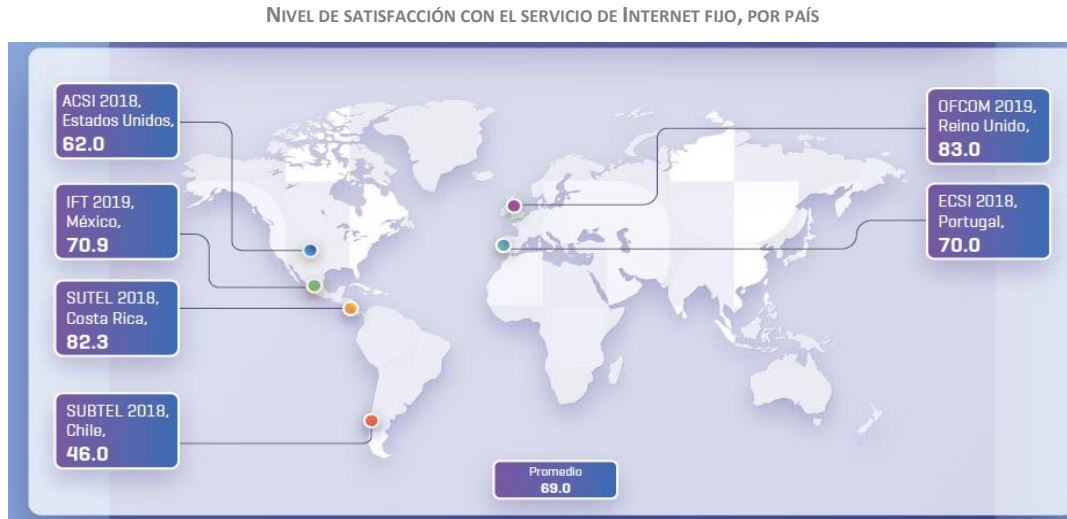 NIVEL DE SATISFACCIÓN CON EL SERVICIO DE INTERNET FIJO, POR PAÍS
ACSI 2018,
Estados Unidos,
62.0
IFT 2019,
México,
70.9
SUTEL 2018,
Costa Rica,
82.3
SUBTEL 2018,
Chile,
46.0
OFCOM 2019,
Reino Unido,
83.0
ECSI 2018,
Portugal,
70.0
Promedio
69.0